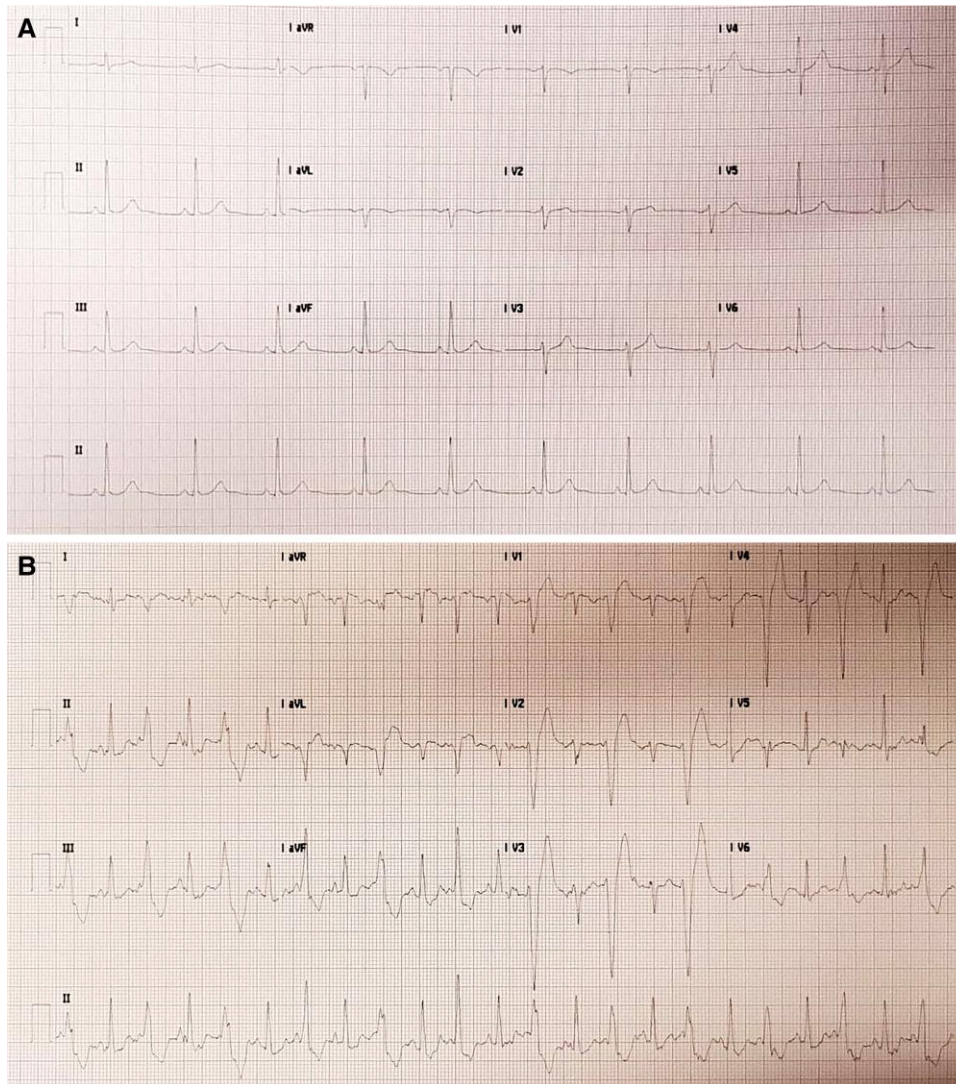 A
I I aVR I V1 I V4
II I aVL I V2 I V5
III I aVF I V3 I V6
II
B
I I aVR I V1 I V4
II I aVL I V2 I V5
III I aVF I V3 I V6
II